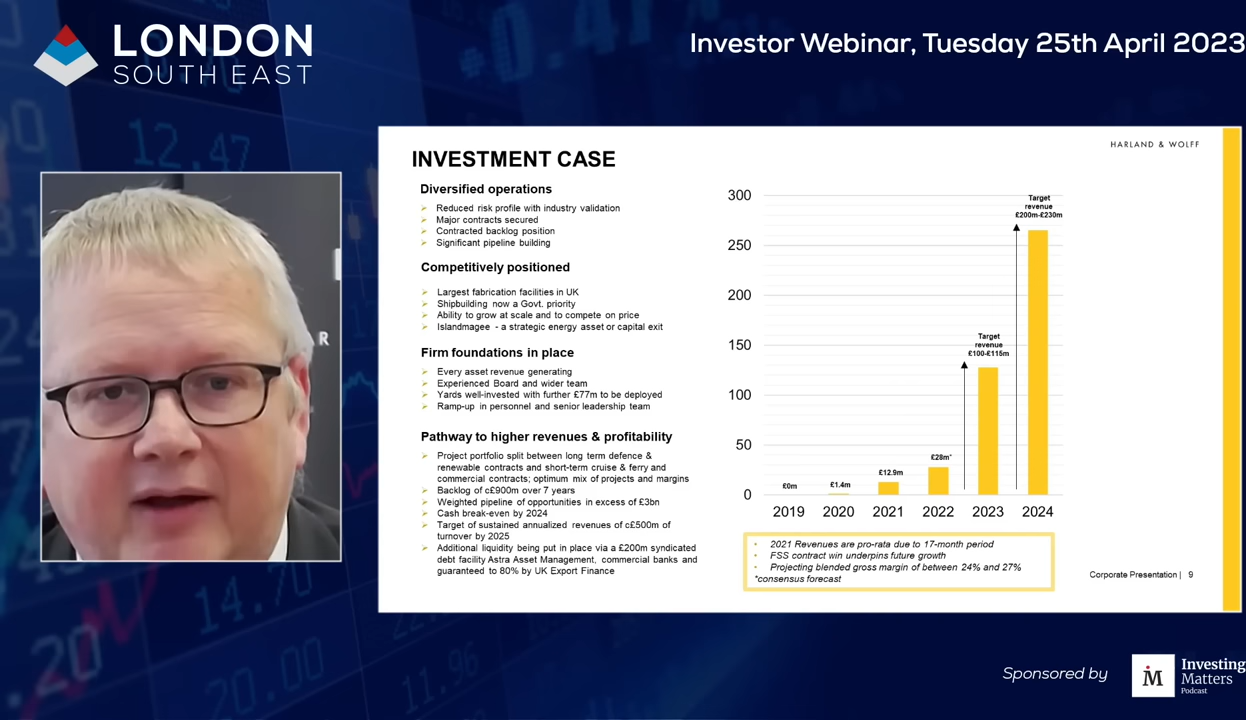 LONDON
SOUTH EAST
Investor Webinar, Tuesday 25th April 2023
12.47
R
14.70
.20
20.00
11.96
HARLAND & WOLFF
INVESTMENT CASE
Diversified operations
Reduced risk profile with industry validation
Major contracts secured
Contracted backlog position
Significant pipeline building
Competitively positioned
Largest fabrication facilities in UK
Shipbuilding now a Govt. priority
Ability to grow at scale and to compete on price
Islandmagee - a strategic energy asset or capital exit
Firm foundations in place
Every asset revenue generating
Experienced Board and wider team
Yards well-invested with further £77m to be deployed
Ramp-up in personnel and senior leadership team
Pathway to higher revenues & profitability
Project portfolio split between long term defence &
renewable contracts and short-term cruise & ferry and
commercial contracts; optimum mix of projects and margins
Backlog of c£900m over 7 years
Weighted pipeline of opportunities in excess of £3bn
Cash break-even by 2024
Target of sustained annualized revenues of c£500m of
turnover by 2025
Additional liquidity being put in place via a £200m syndicated
debt facility Astra Asset Management, commercial banks and
guaranteed to 80% by UK Export Finance
300
250
200
150
100
50
0
£0m
£1.4m
£12.9m
£28m*
Target
revenue
£100-£115m
Target
revenue
£200m-£230m
2019 2020 2021 2022 2023 2024
2021 Revenues are pro-rata due to 17-month period
FSS contract win underpins future growth
Projecting blended gross margin of between 24% and 27%
*consensus forecast
Corporate Presentation | 9
Sponsored by
iM
Investing
Matters
Podcast